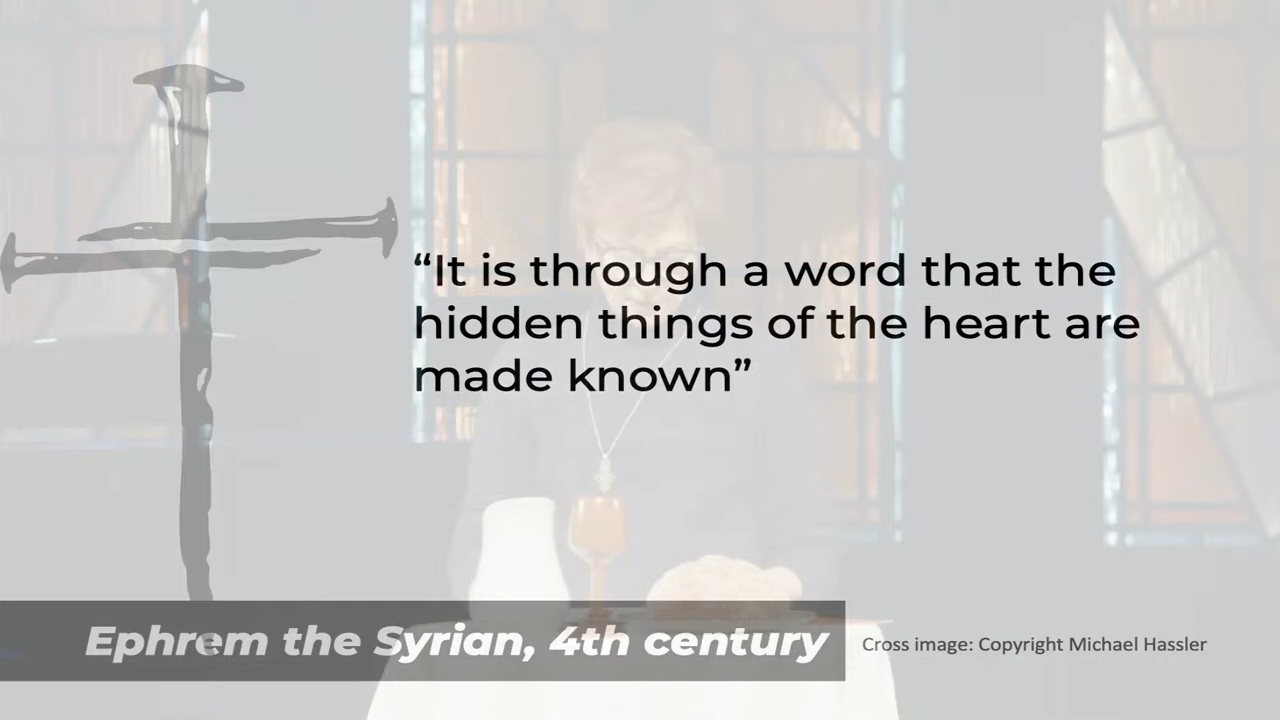 “It is through a word that the
hidden things of the heart are
made known”
Ephrem the Syrian, 4th century
Cross image: Copyright Michael Hassler